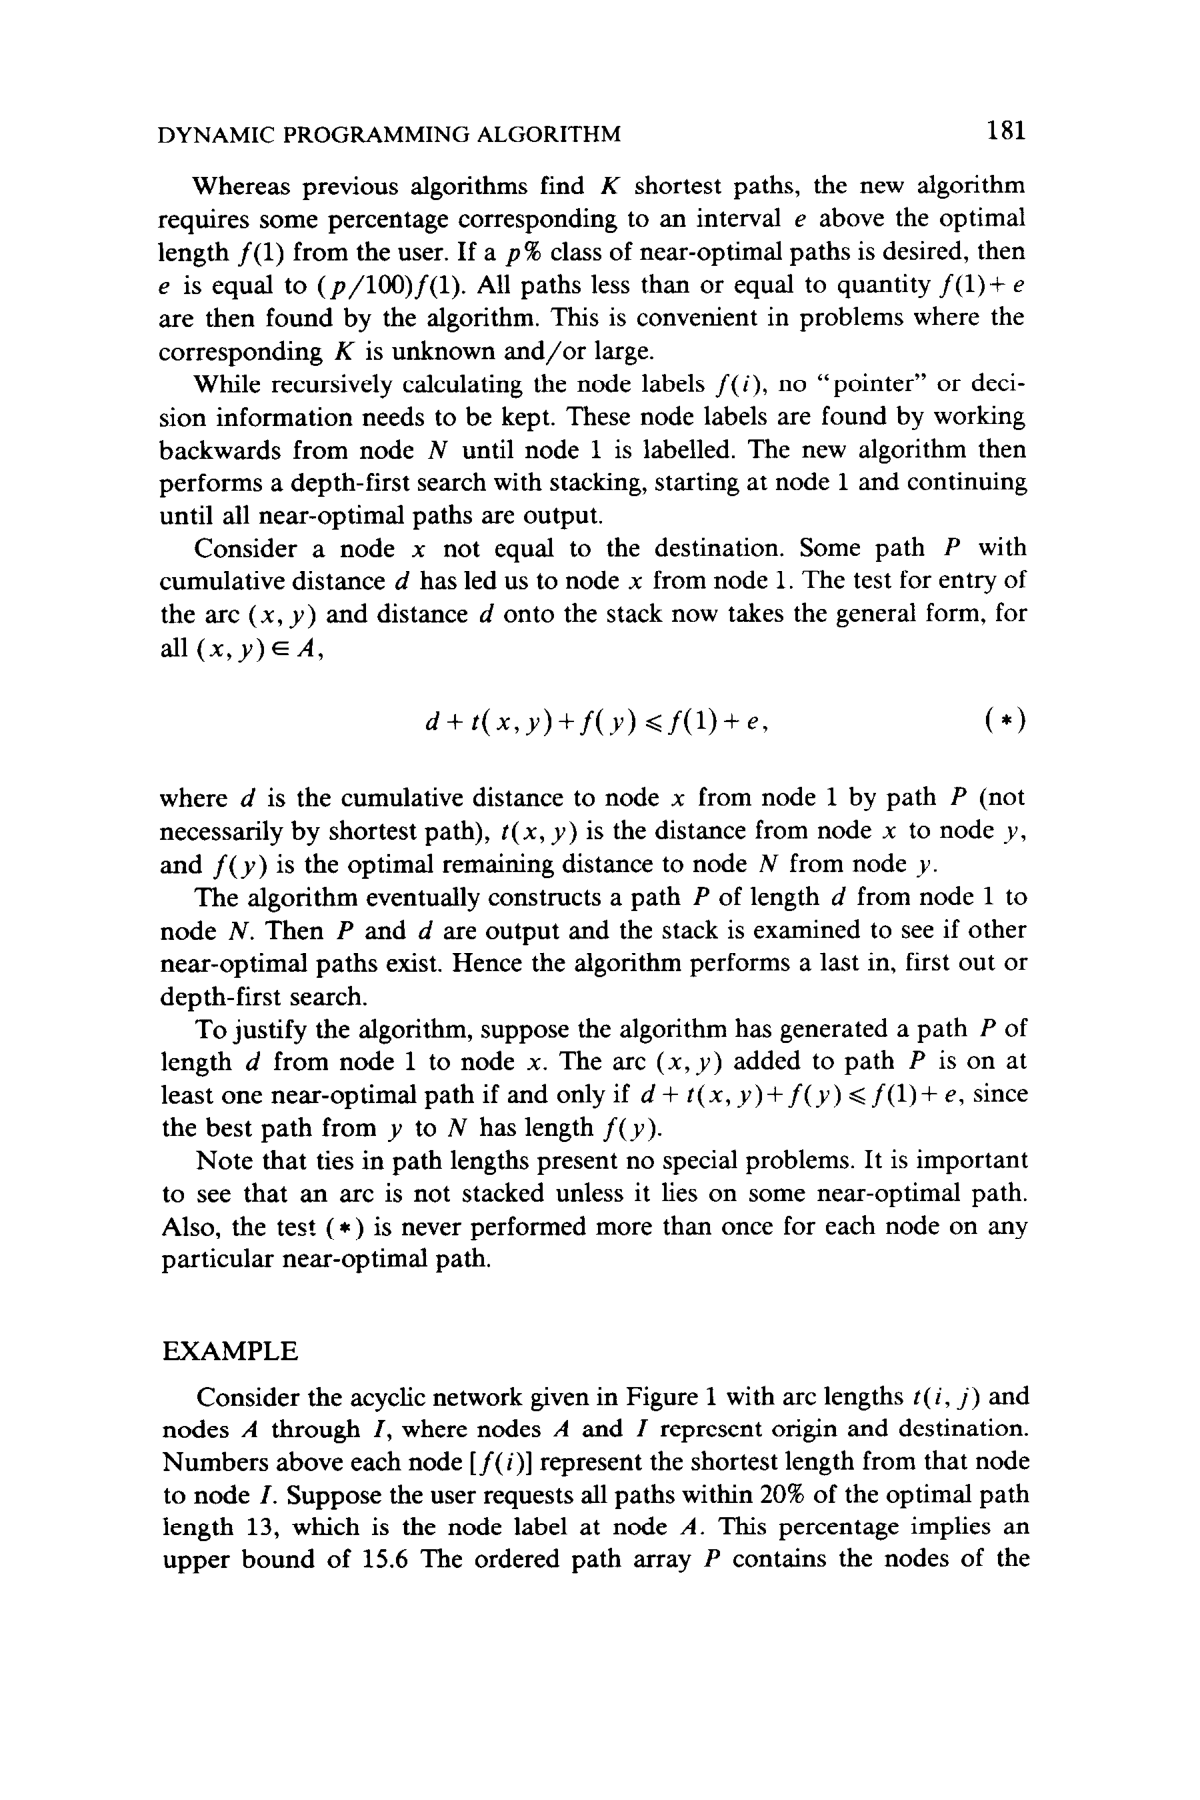 DYNAMIC PROGRAMMING ALGORITHM 181
Whereas previous algorithms find K shortest paths, the new algorithm
requires some percentage corresponding to an interval e above the optimal
length f(1) from the user. If a p% class of near-optimal paths is desired, then
e is equal to (p/100)f(1). All paths less than or equal to quantity f(1)+ e
are then found by the algorithm. This is convenient in problems where the
corresponding K is unknown and/or large.
While recursively calculating the node labels f(i), no “pointer” or deci-
sion information needs to be kept. These node labels are found by working
backwards from node N until node 1 is labelled. The new algorithm then
performs a depth-first search with stacking, starting at node 1 and continuing
until all near-optimal paths are output.
Consider a node x not equal to the destination. Some path P with
cumulative distance d has led us to node x from node 1. The test for entry of
the arc (x, y) and distance d onto the stack now takes the general form, for
all (x, y) ∈ A,
d + t(x, y) + f(y) ⩽ f(1) + e, (*)
where d is the cumulative distance to node x from node 1 by path P (not
necessarily by shortest path), t(x, y) is the distance from node x to node y,
and f(y) is the optimal remaining distance to node N from node y.
The algorithm eventually constructs a path P of length d from node 1 to
node N. Then P and d are output and the stack is examined to see if other
near-optimal paths exist. Hence the algorithm performs a last in, first out or
depth-first search.
To justify the algorithm, suppose the algorithm has generated a path P of
length d from node 1 to node x. The arc (x, y) added to path P is on at
least one near-optimal path if and only if d + t(x, y)+ f(y) ⩽ f(1)+ e, since
the best path from y to N has length f(y).
Note that ties in path lengths present no special problems. It is important
to see that an arc is not stacked unless it lies on some near-optimal path.
Also, the test (*) is never performed more than once for each node on any
particular near-optimal path.
EXAMPLE
Consider the acyclic network given in Figure 1 with arc lengths t(i, j) and
nodes A through I, where nodes A and I represent origin and destination.
Numbers above each node [f(i)] represent the shortest length from that node
to node I. Suppose the user requests all paths within 20% of the optimal path
length 13, which is the node label at node A. This percentage implies an
upper bound of 15.6 The ordered path array P contains the nodes of the